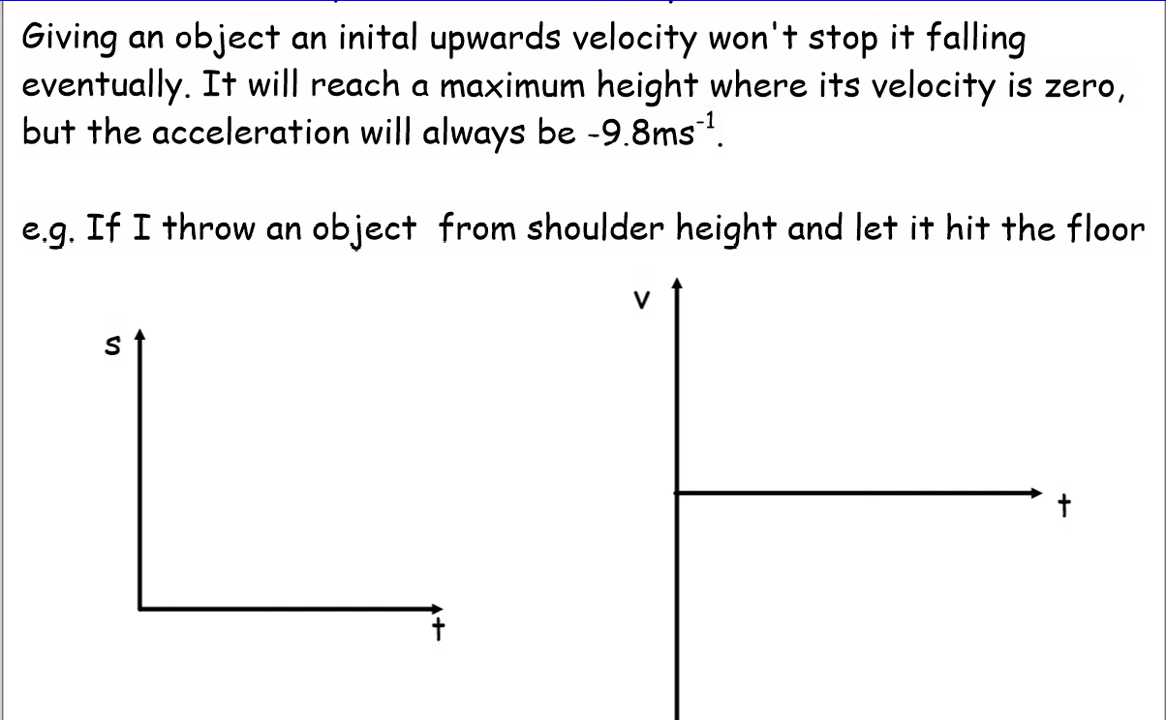 Giving an object an inital upwards velocity won't stop it falling
eventually. It will reach a maximum height where its velocity is zero,
but the acceleration will always be -9.8ms⁻¹.
e.g. If I throw an object from shoulder height and let it hit the floor
v
s
t
t